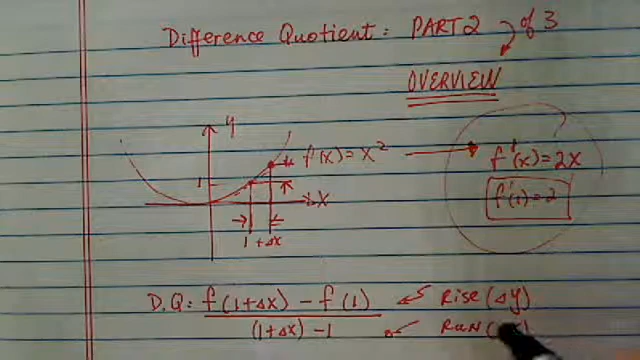 Difference Quotient: PART 2 of 3
OVERVIEW
y
f(x) = x²
f'(x) = 2x
f'(1) = 2
1
x
1 +Δx
D.Q: f(1+Δx) − f(1) Rise (Δy)
(1+Δx) − 1 RUN (